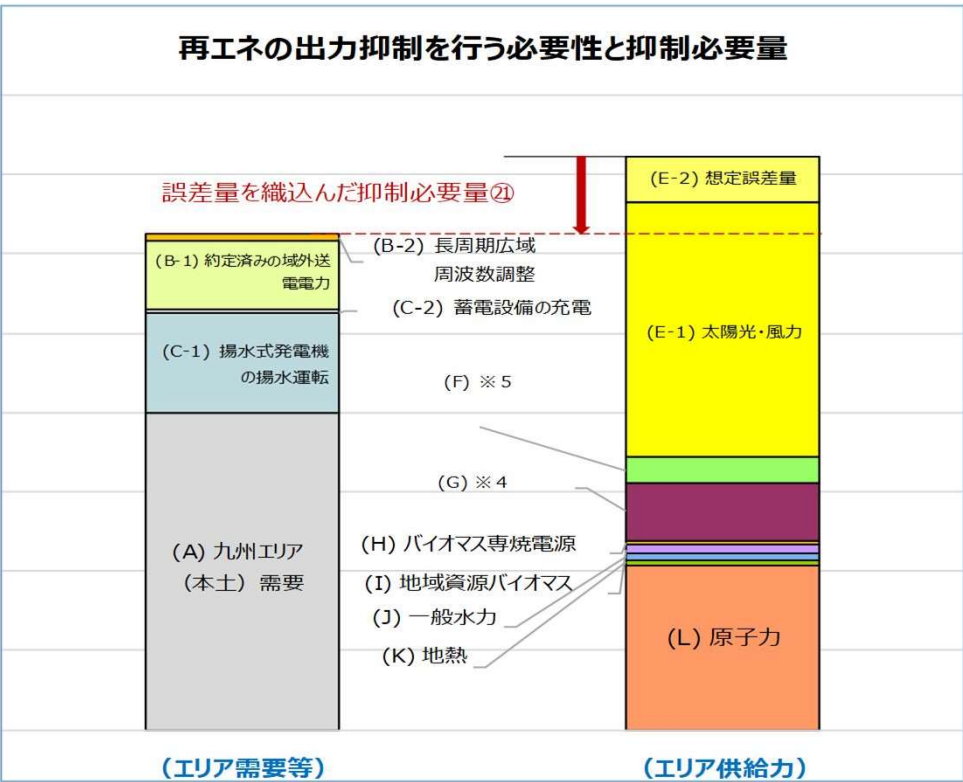 再エネの出力抑制を行う必要性と抑制必要量
誤差量を織込んだ抑制必要量㉑
(B-1) 約定済みの域外送
電電力
(C-1) 揚水式発電機
の揚水運転
(A) 九州エリア
(本土) 需要
(B-2) 長周期広域
周波数調整
(C-2) 蓄電設備の充電
(F) ※5
(G) ※4
(H) バイオマス専焼電源
(I) 地域資源バイオマス
(J) 一般水力
(K) 地熱
(E-2) 想定誤差量
(E-1) 太陽光・風力
(L) 原子力
(エリア需要等)
(エリア供給力)